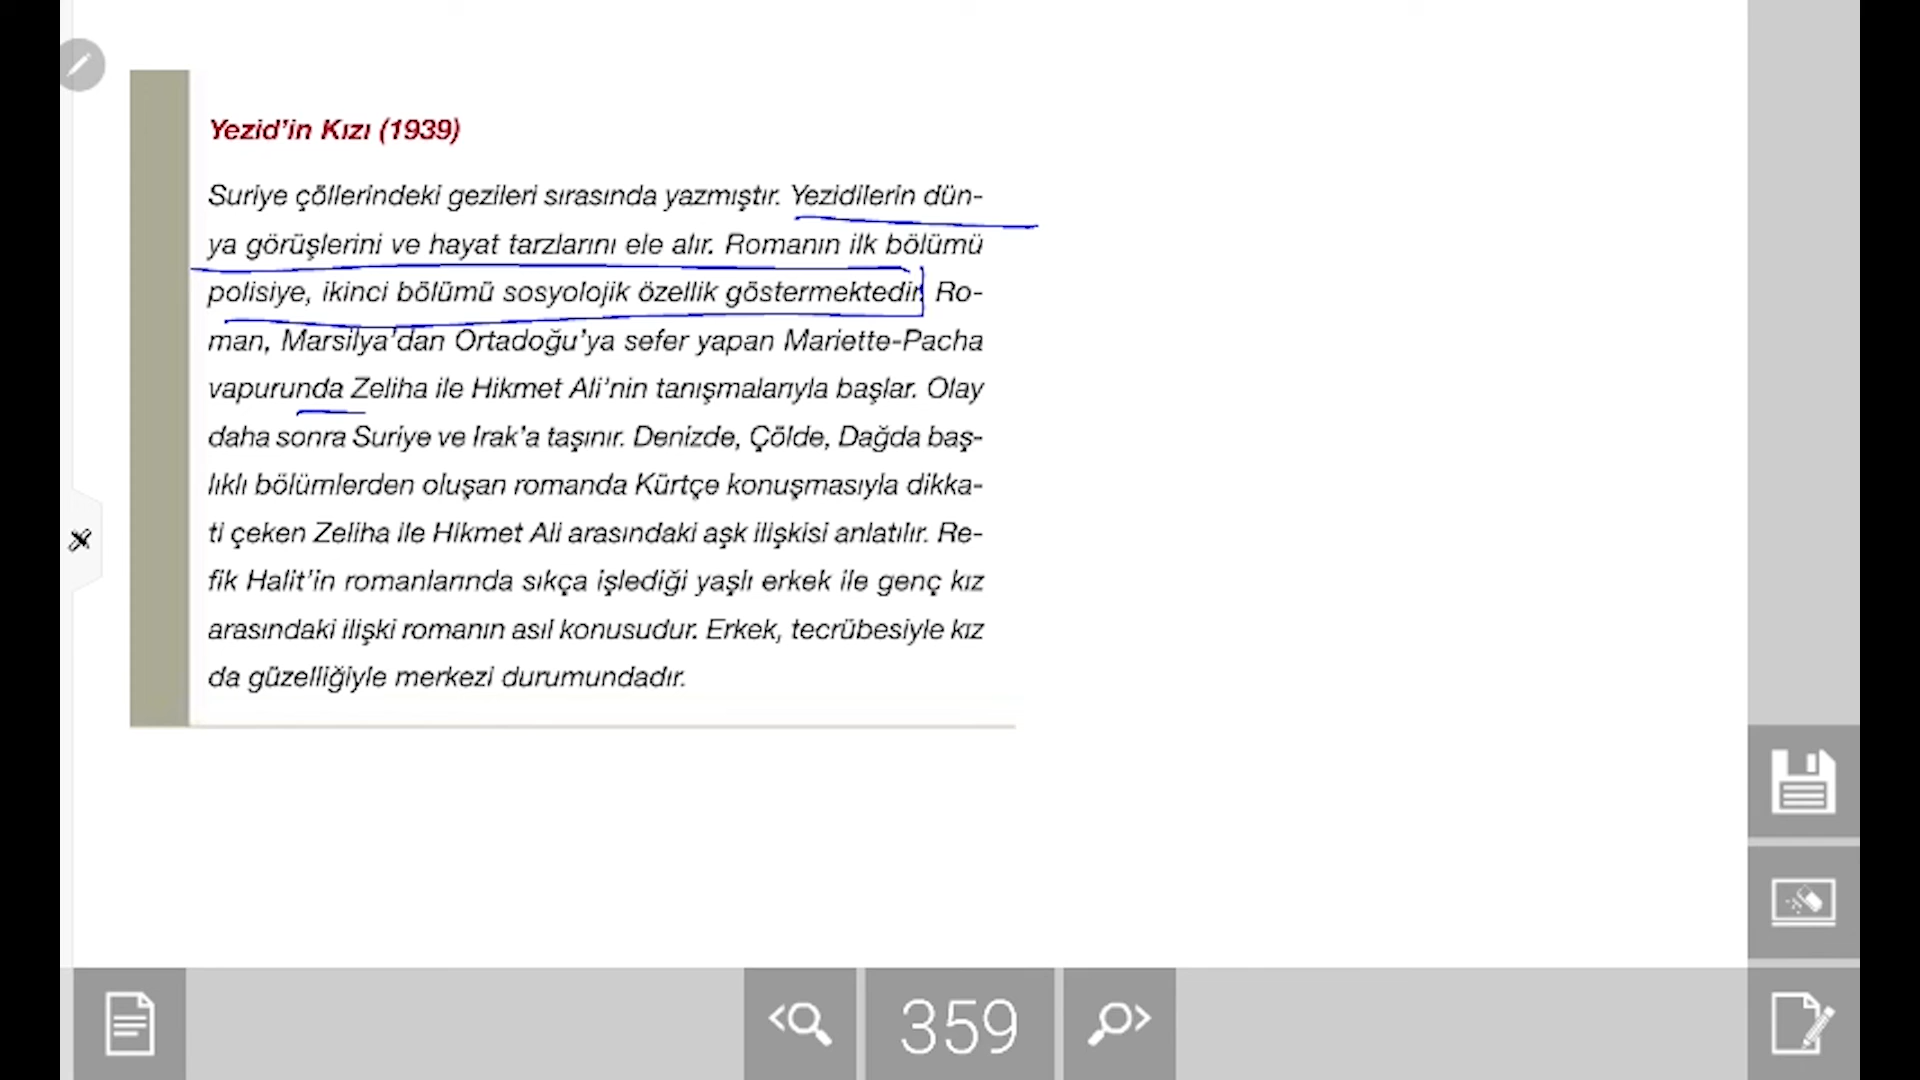 Yezid'in Kızı (1939)
Suriye çöllerindeki gezileri sırasında yazmıştır. Yezidilerin dün-
ya görüşlerini ve hayat tarzlarını ele alır. Romanın ilk bölümü
polisiye, ikinci bölümü sosyolojik özellik göstermektedir. Ro-
man, Marsilya'dan Ortadoğu'ya sefer yapan Mariette-Pacha
vapurunda Zeliha ile Hikmet Ali'nin tanışmalarıyla başlar. Olay
daha sonra Suriye ve Irak'a taşınır. Denizde, Çölde, Dağda baş-
lıklı bölümlerden oluşan romanda Kürtçe konuşmasıyla dikka-
ti çeken Zeliha ile Hikmet Ali arasındaki aşk ilişkisi anlatılır. Re-
fik Halit'in romanlarında sıkça işlediği yaşlı erkek ile genç kız
arasındaki ilişki romanın asıl konusudur. Erkek, tecrübesiyle kız
da güzelliğiyle merkezi durumundadır.
359